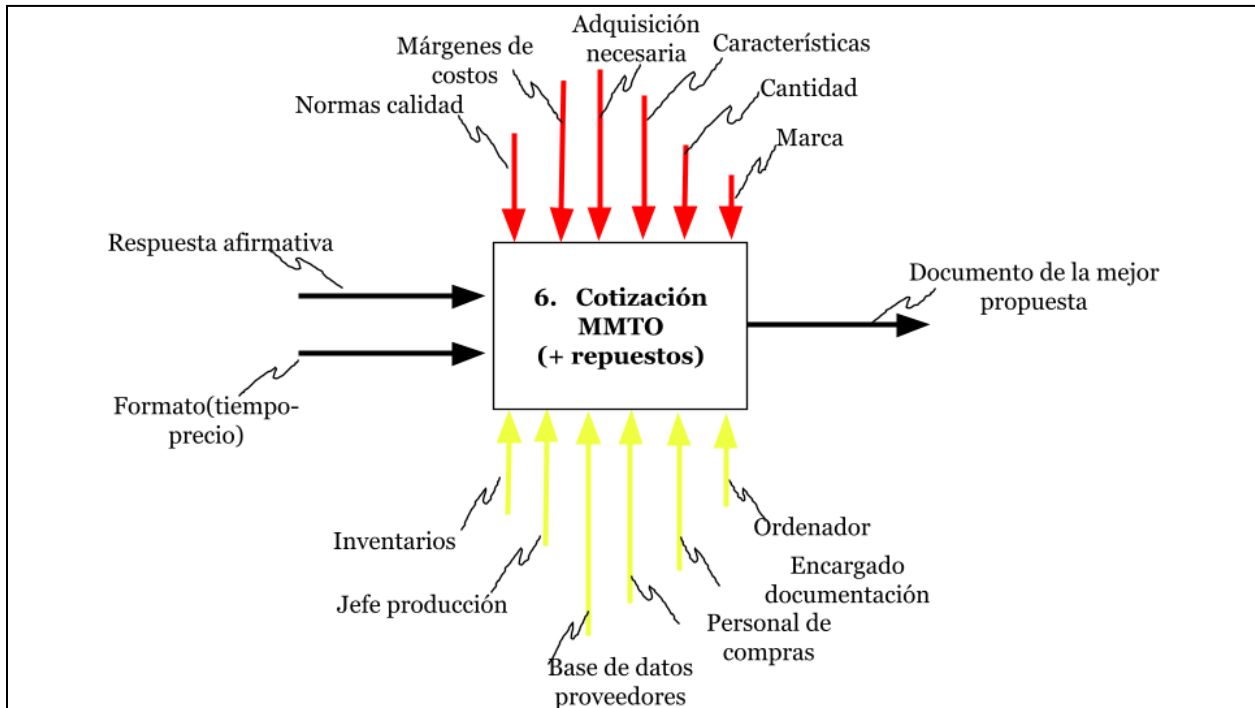 Adquisición
necesaria
Márgenes de
costos
Características
Normas calidad
Cantidad
Marca
Respuesta afirmativa
Formato(tiempo-
precio)
6. Cotización
MMTO
(+ repuestos)
Documento de la mejor
propuesta
Inventarios
Jefe producción
Base de datos
proveedores
Personal de
compras
Encargado
documentación
Ordenador